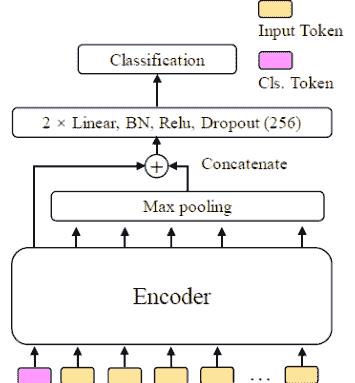 Input Token
Classification
Cls. Token
2 × Linear, BN, Relu, Dropout (256)
+
Concatenate
Max pooling
Encoder
...